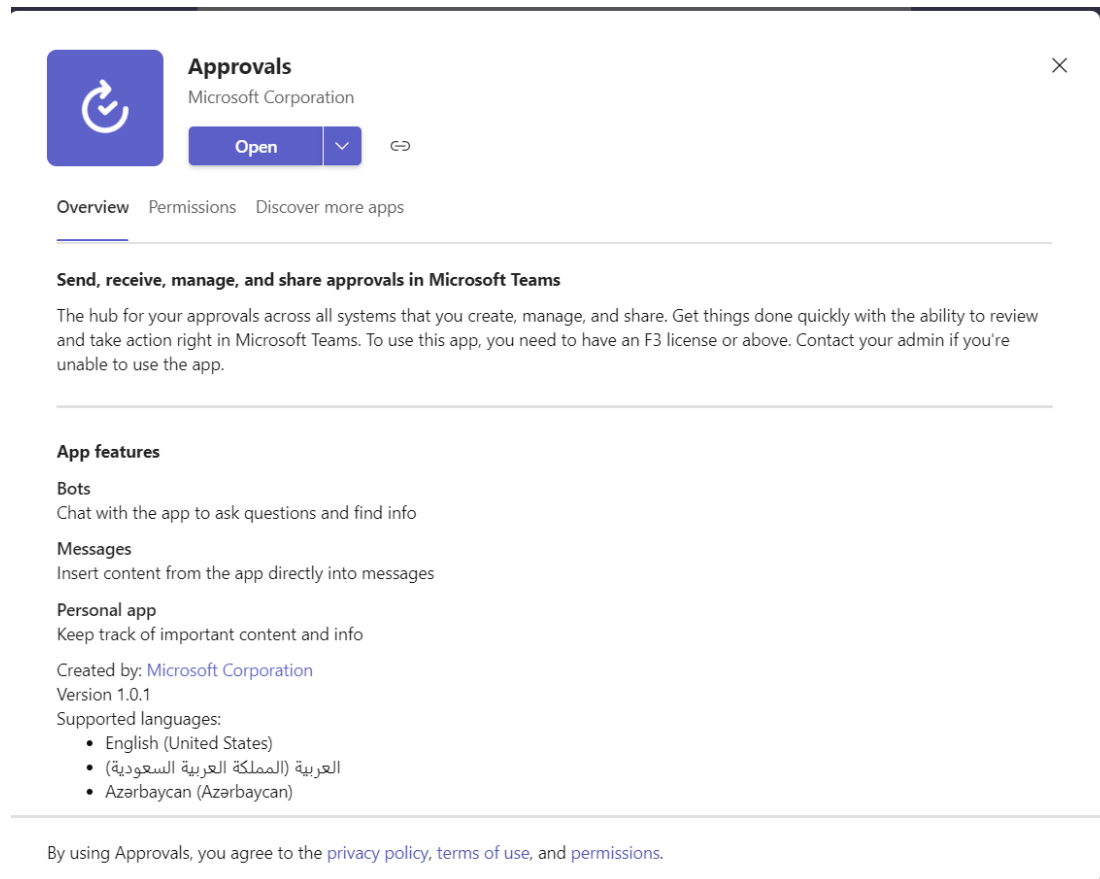 Approvals
Microsoft Corporation
Open
Overview Permissions Discover more apps
Send, receive, manage, and share approvals in Microsoft Teams
The hub for your approvals across all systems that you create, manage, and share. Get things done quickly with the ability to review
and take action right in Microsoft Teams. To use this app, you need to have an F3 license or above. Contact your admin if you're
unable to use the app.
App features
Bots
Chat with the app to ask questions and find info
Messages
Insert content from the app directly into messages
Personal app
Keep track of important content and info
Created by: Microsoft Corporation
Version 1.0.1
Supported languages:
• English (United States)
• العربية (المملكة العربية السعودية)
• Azərbaycan (Azərbaycan)
By using Approvals, you agree to the privacy policy, terms of use, and permissions.